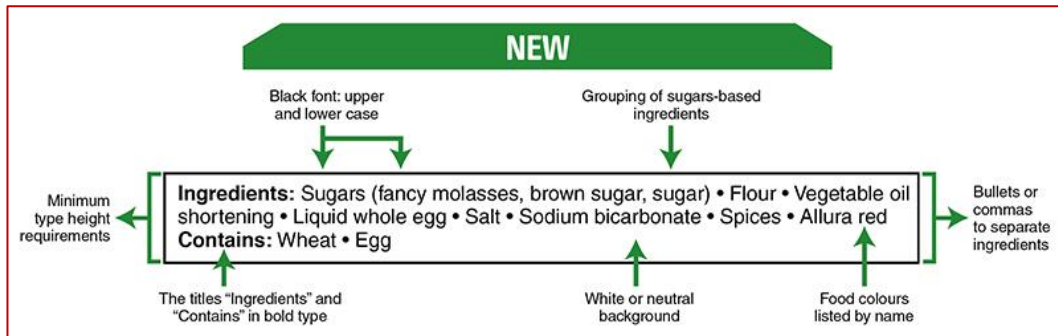 NEW
Black font: upper
and lower case
Grouping of sugars-based
ingredients
Minimum
type height
requirements
Ingredients: Sugars (fancy molasses, brown sugar, sugar) • Flour • Vegetable oil
shortening • Liquid whole egg • Salt • Sodium bicarbonate • Spices • Allura red
Contains: Wheat • Egg
Bullets or
commas
to separate
ingredients
The titles “Ingredients” and
“Contains” in bold type
White or neutral
background
Food colours
listed by name